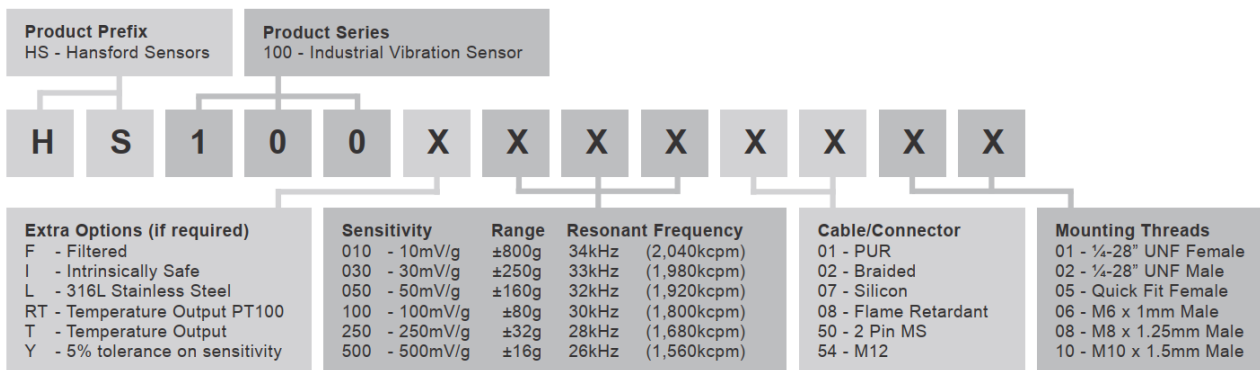 Product Prefix
HS - Hansford Sensors
Product Series
100 - Industrial Vibration Sensor
H S 1 0 0 X X X X X X X X
Extra Options (if required)
F - Filtered
I - Intrinsically Safe
L - 316L Stainless Steel
RT - Temperature Output PT100
T - Temperature Output
Y - 5% tolerance on sensitivity
Sensitivity Range Resonant Frequency
010 - 10mV/g ±800g 34kHz (2,040kcpm)
030 - 30mV/g ±250g 33kHz (1,980kcpm)
050 - 50mV/g ±160g 32kHz (1,920kcpm)
100 - 100mV/g ±80g 30kHz (1,800kcpm)
250 - 250mV/g ±32g 28kHz (1,680kcpm)
500 - 500mV/g ±16g 26kHz (1,560kcpm)
Cable/Connector
01 - PUR
02 - Braided
07 - Silicon
08 - Flame Retardant
50 - 2 Pin MS
54 - M12
Mounting Threads
01 - ¼-28” UNF Female
02 - ¼-28” UNF Male
05 - Quick Fit Female
06 - M6 x 1mm Male
08 - M8 x 1.25mm Male
10 - M10 x 1.5mm Male